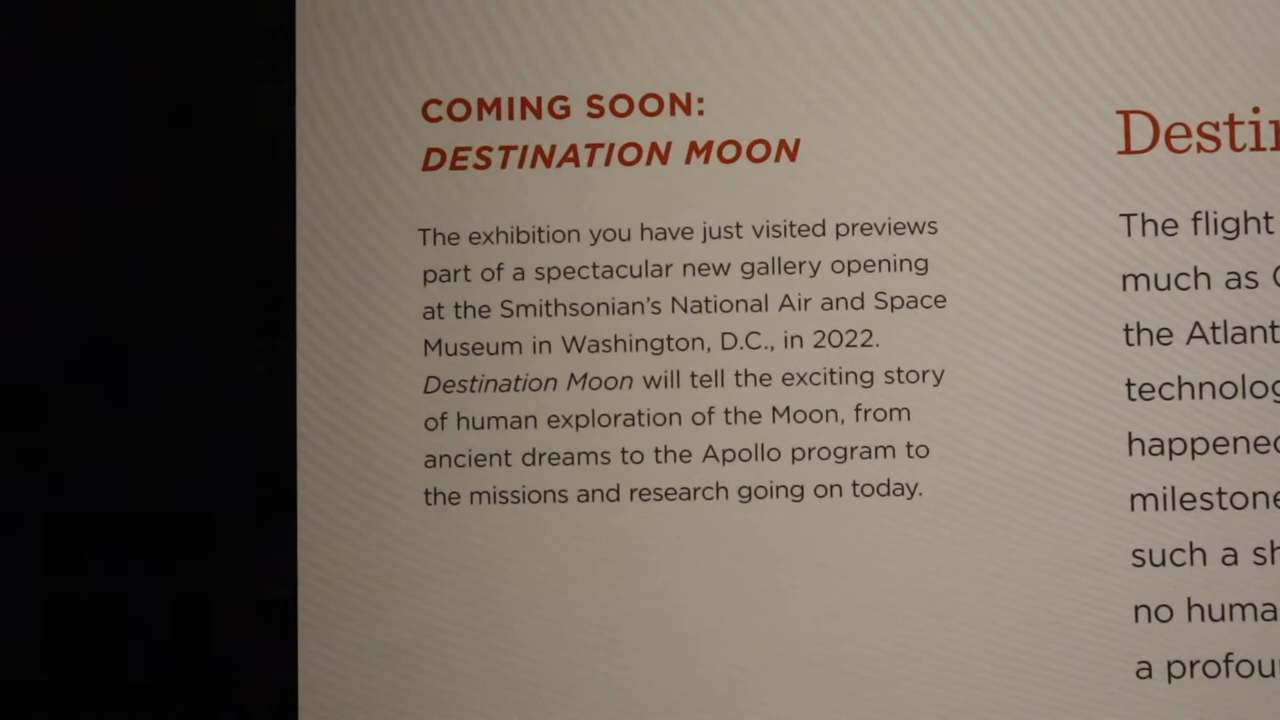 COMING SOON:
DESTINATION MOON
The exhibition you have just visited previews
part of a spectacular new gallery opening
at the Smithsonian's National Air and Space
Museum in Washington, D.C., in 2022.
Destination Moon will tell the exciting story
of human exploration of the Moon, from
ancient dreams to the Apollo program to
the missions and research going on today.
The flight
much as
the
happened
such a
no
a